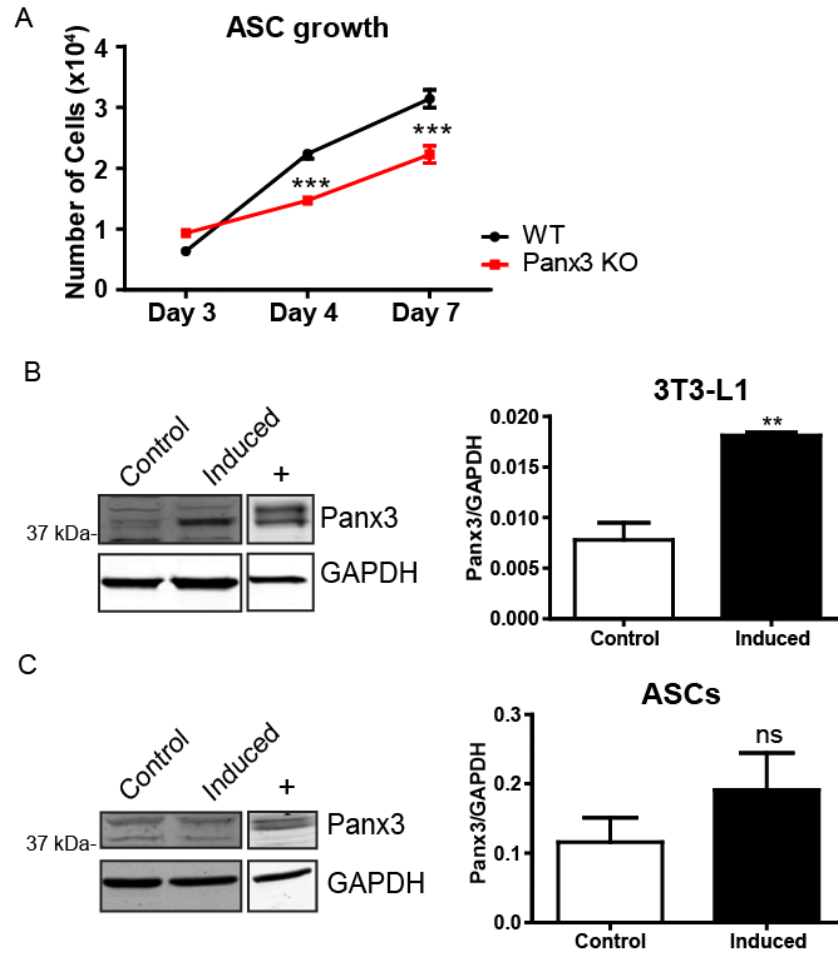 A
ASC growth
Number of Cells (x10⁴)
4
3
2
1
0
***
***
Day 3 Day 4 Day 7
WT
Panx3 KO
B
Control Induced +
37 kDa-
Panx3
GAPDH
3T3-L1
Panx3/GAPDH
0.020
0.015
0.010
0.005
0.000
**
Control Induced
C
Control Induced +
37 kDa-
Panx3
GAPDH
ASCs
Panx3/GAPDH
0.3
0.2
0.1
0.0
ns
Control Induced